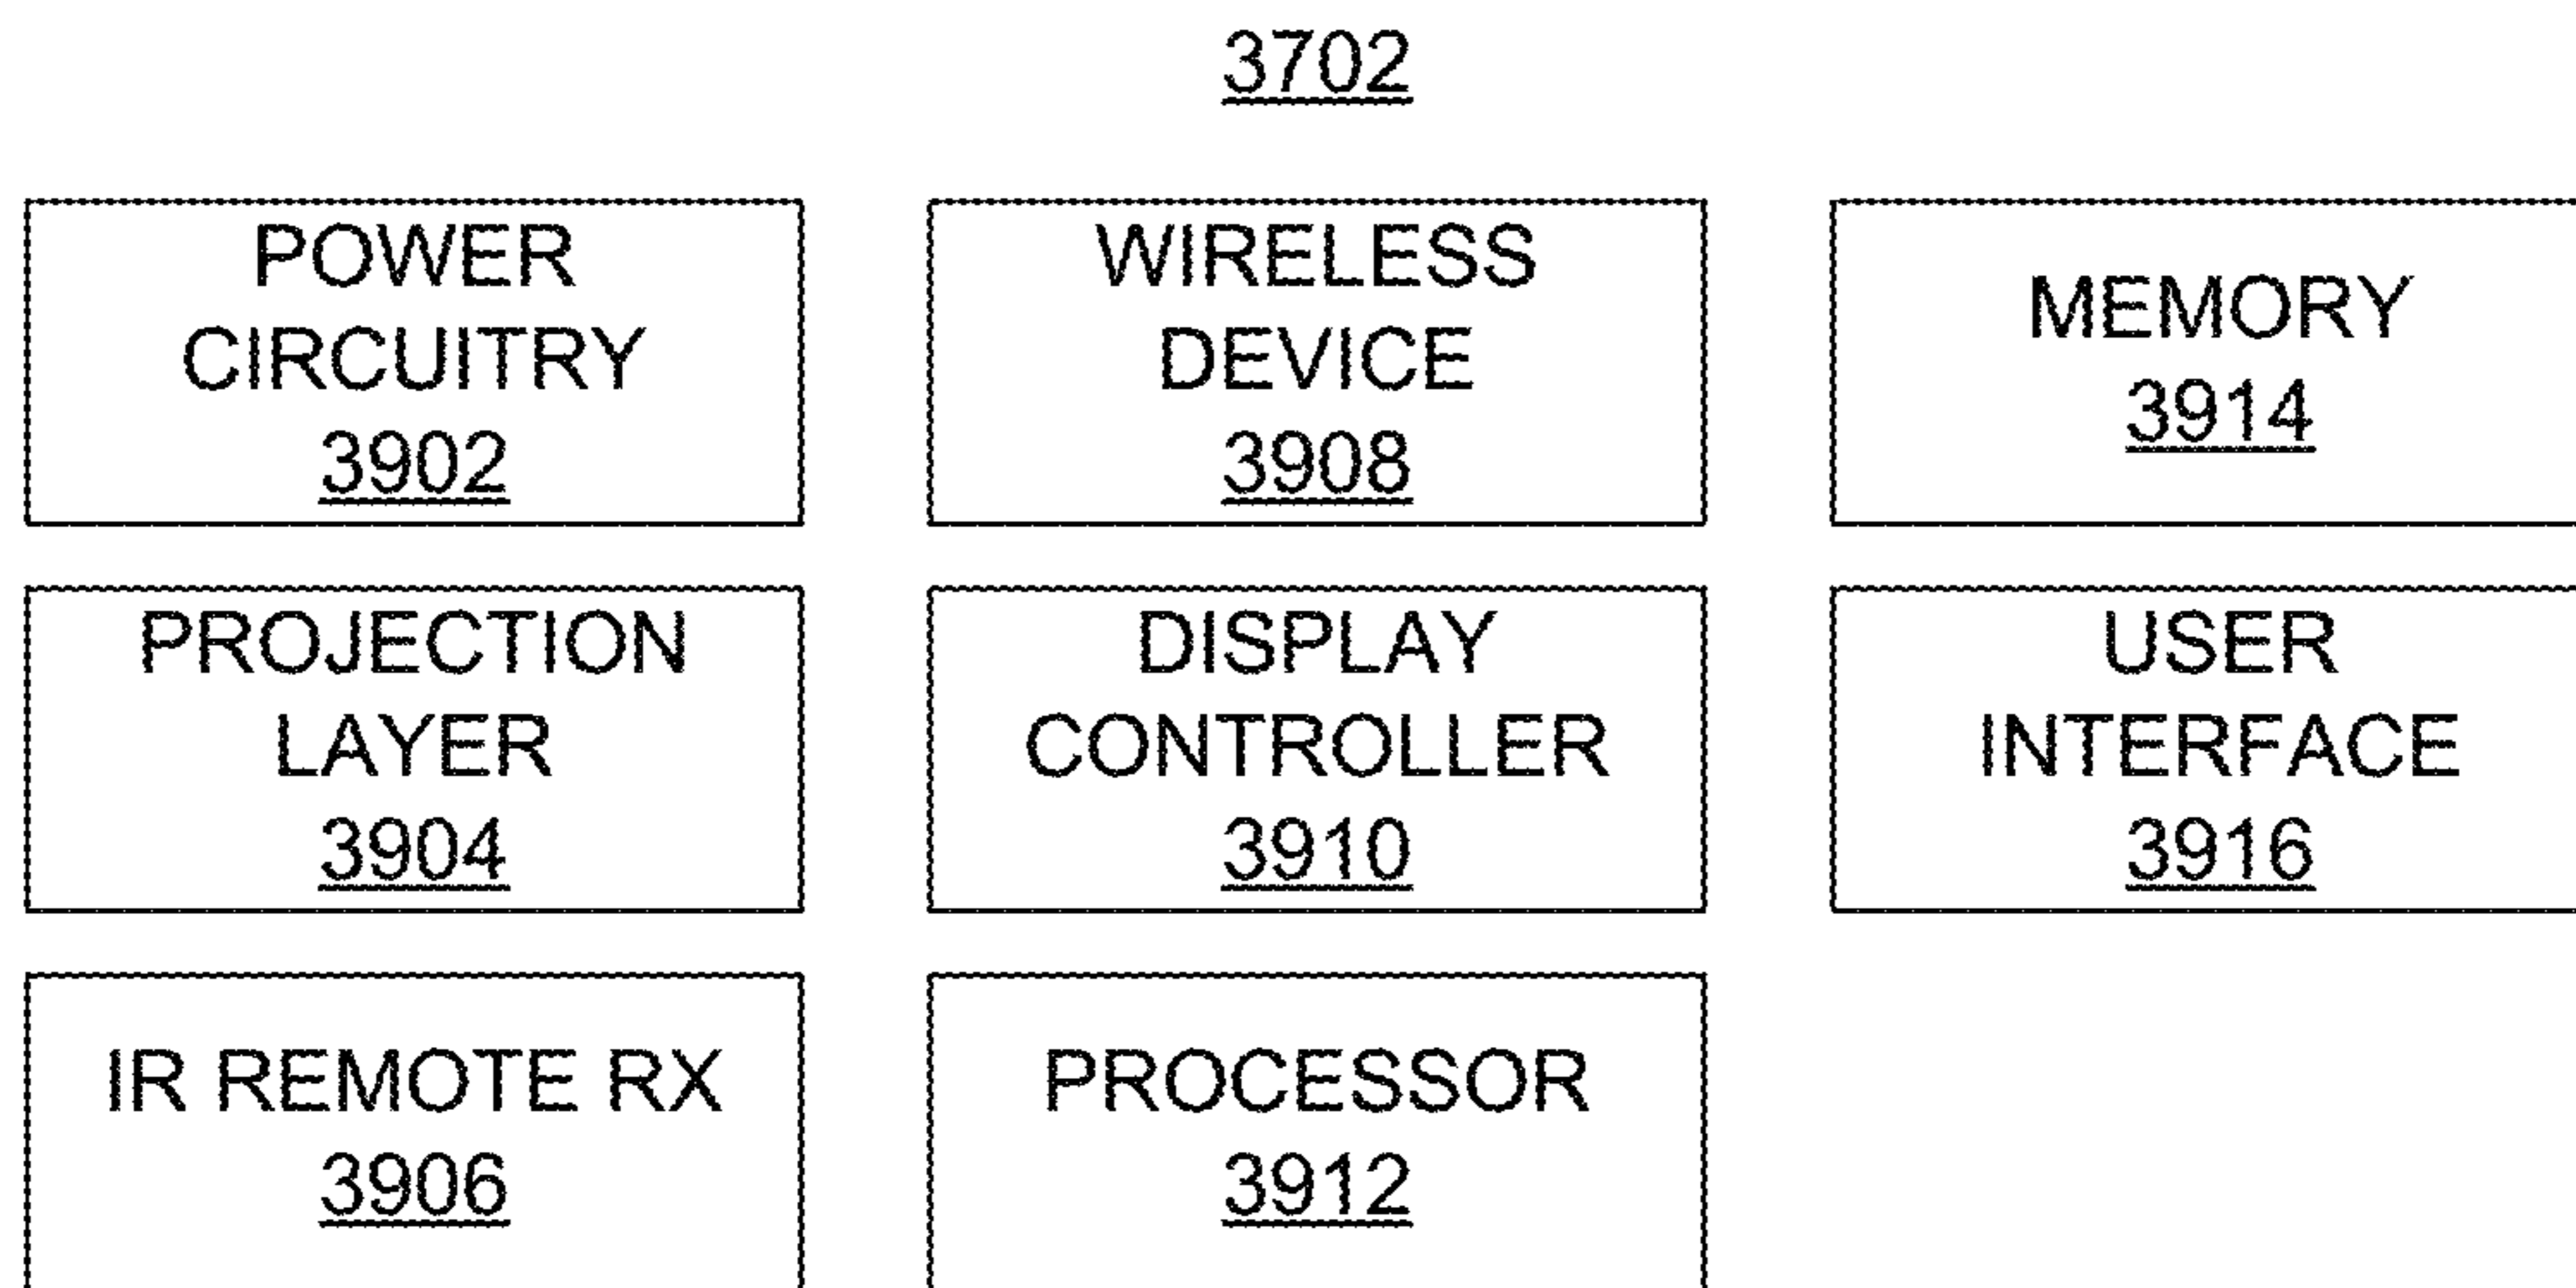 3702
POWER
CIRCUITRY
3902
WIRELESS
DEVICE
3908
MEMORY
3914
PROJECTION
LAYER
3904
DISPLAY
CONTROLLER
3910
USER
INTERFACE
3916
IR REMOTE RX
3906
PROCESSOR
3912